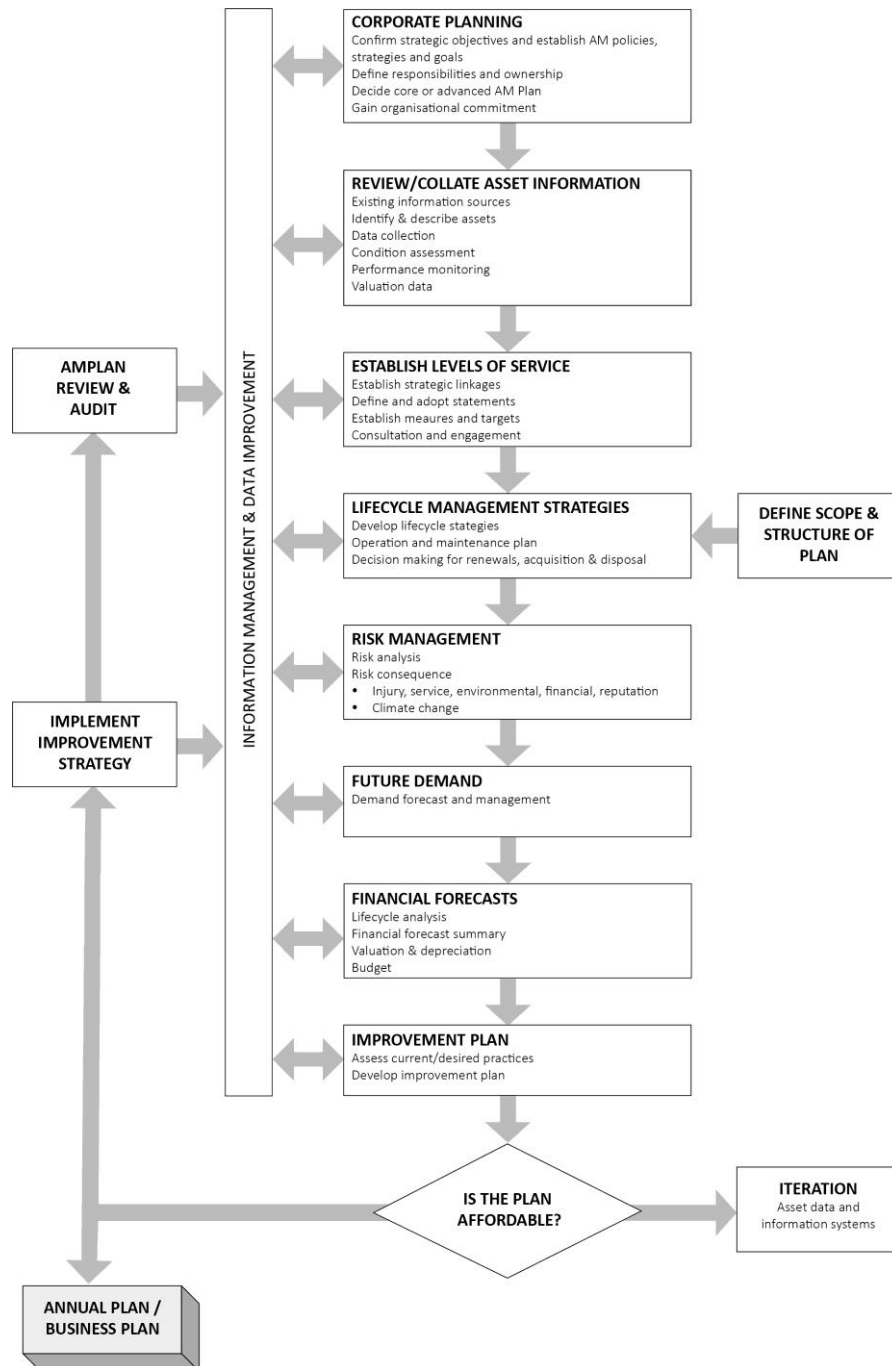 CORPORATE PLANNING
Confirm strategic objectives and establish AM policies,
strategies and goals
Define responsibilities and ownership
Decide core or advanced AM Plan
Gain organisational commitment
REVIEW/COLLATE ASSET INFORMATION
Existing information sources
Identify & describe assets
Data collection
Condition assessment
Performance monitoring
Valuation data
INFORMATION MANAGEMENT & DATA IMPROVEMENT
AMPLAN
REVIEW &
AUDIT
ESTABLISH LEVELS OF SERVICE
Establish strategic linkages
Define and adopt statements
Establish meaures and targets
Consultation and engagement
LIFECYCLE MANAGEMENT STRATEGIES
Develop lifecycle stategies
Operation and maintenance plan
Decision making for renewals, acquisition & disposal
DEFINE SCOPE &
STRUCTURE OF
PLAN
RISK MANAGEMENT
Risk analysis
Risk consequence
• Injury, service, environmental, financial, reputation
• Climate change
IMPLEMENT
IMPROVEMENT
STRATEGY
FUTURE DEMAND
Demand forecast and management
FINANCIAL FORECASTS
Lifecycle analysis
Financial forecast summary
Valuation & depreciation
Budget
IMPROVEMENT PLAN
Assess current/desired practices
Develop improvement plan
IS THE PLAN
AFFORDABLE?
ITERATION
Asset data and
information systems
ANNUAL PLAN /
BUSINESS PLAN